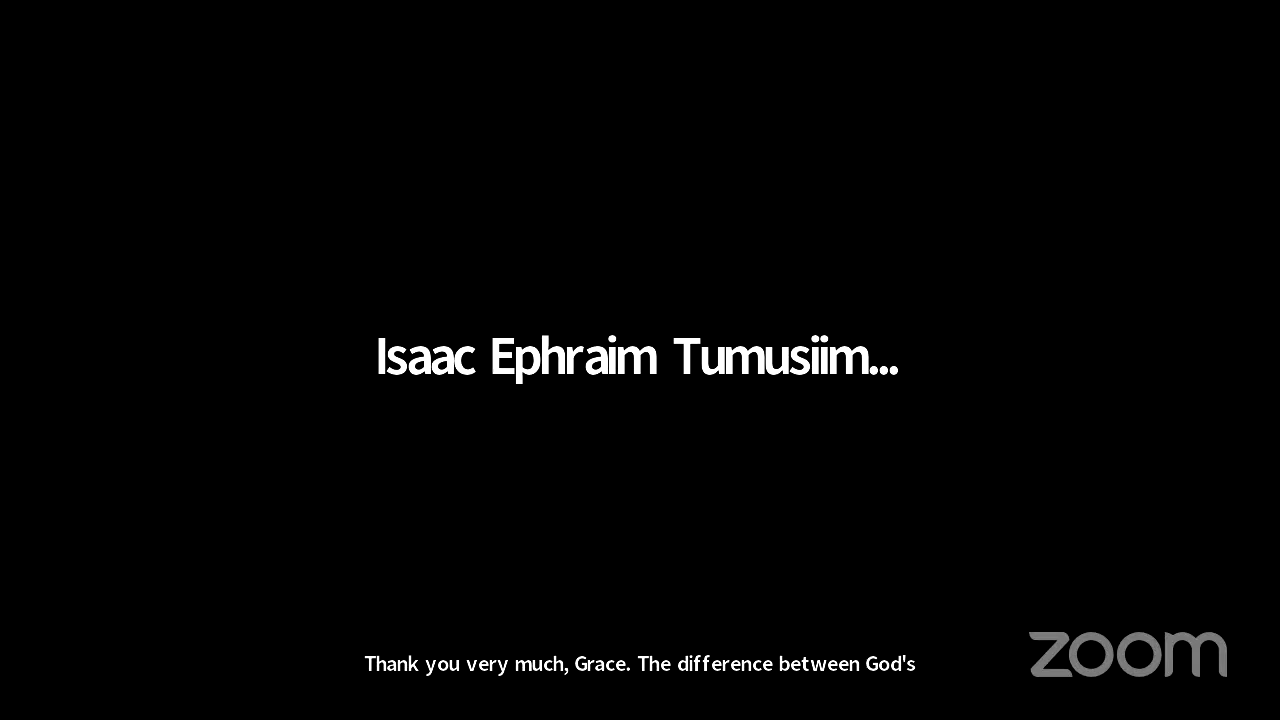 Isaac Ephraim Tumusiim...
Thank you very much, Grace. The difference between God's
zoom